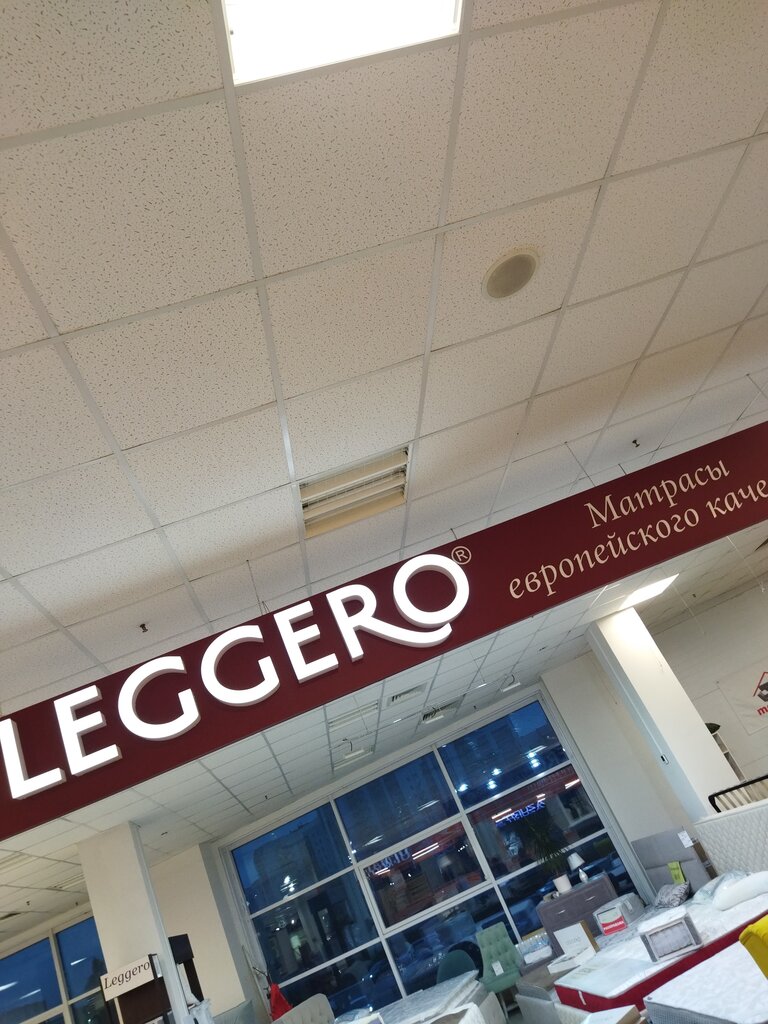 LEGGERO®
Матрасы
европейского каче
Leggero